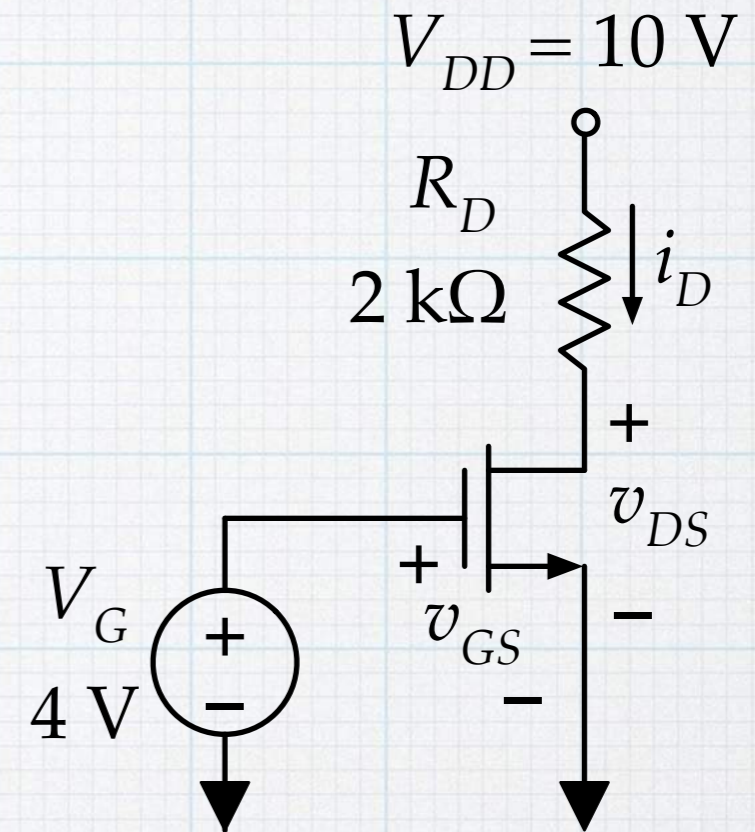 V_DD = 10 V
R_D
2 kΩ
i_D
+
v_DS
−
+
v_GS
−
V_G
4 V
+
−